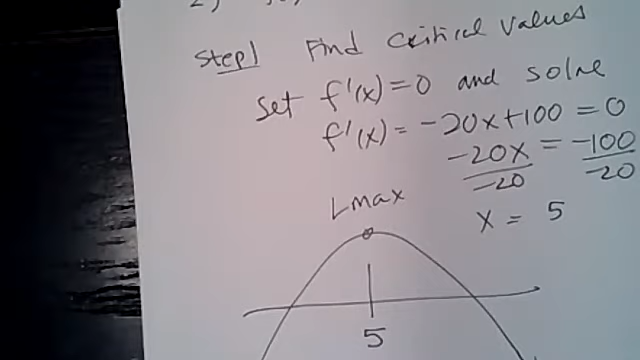 Step1 Find Critical Values
Set f'(x)=0 and solve
f'(x) = -20x+100 = 0
-20x = -100
-20 -20
x = 5
Lmax
5